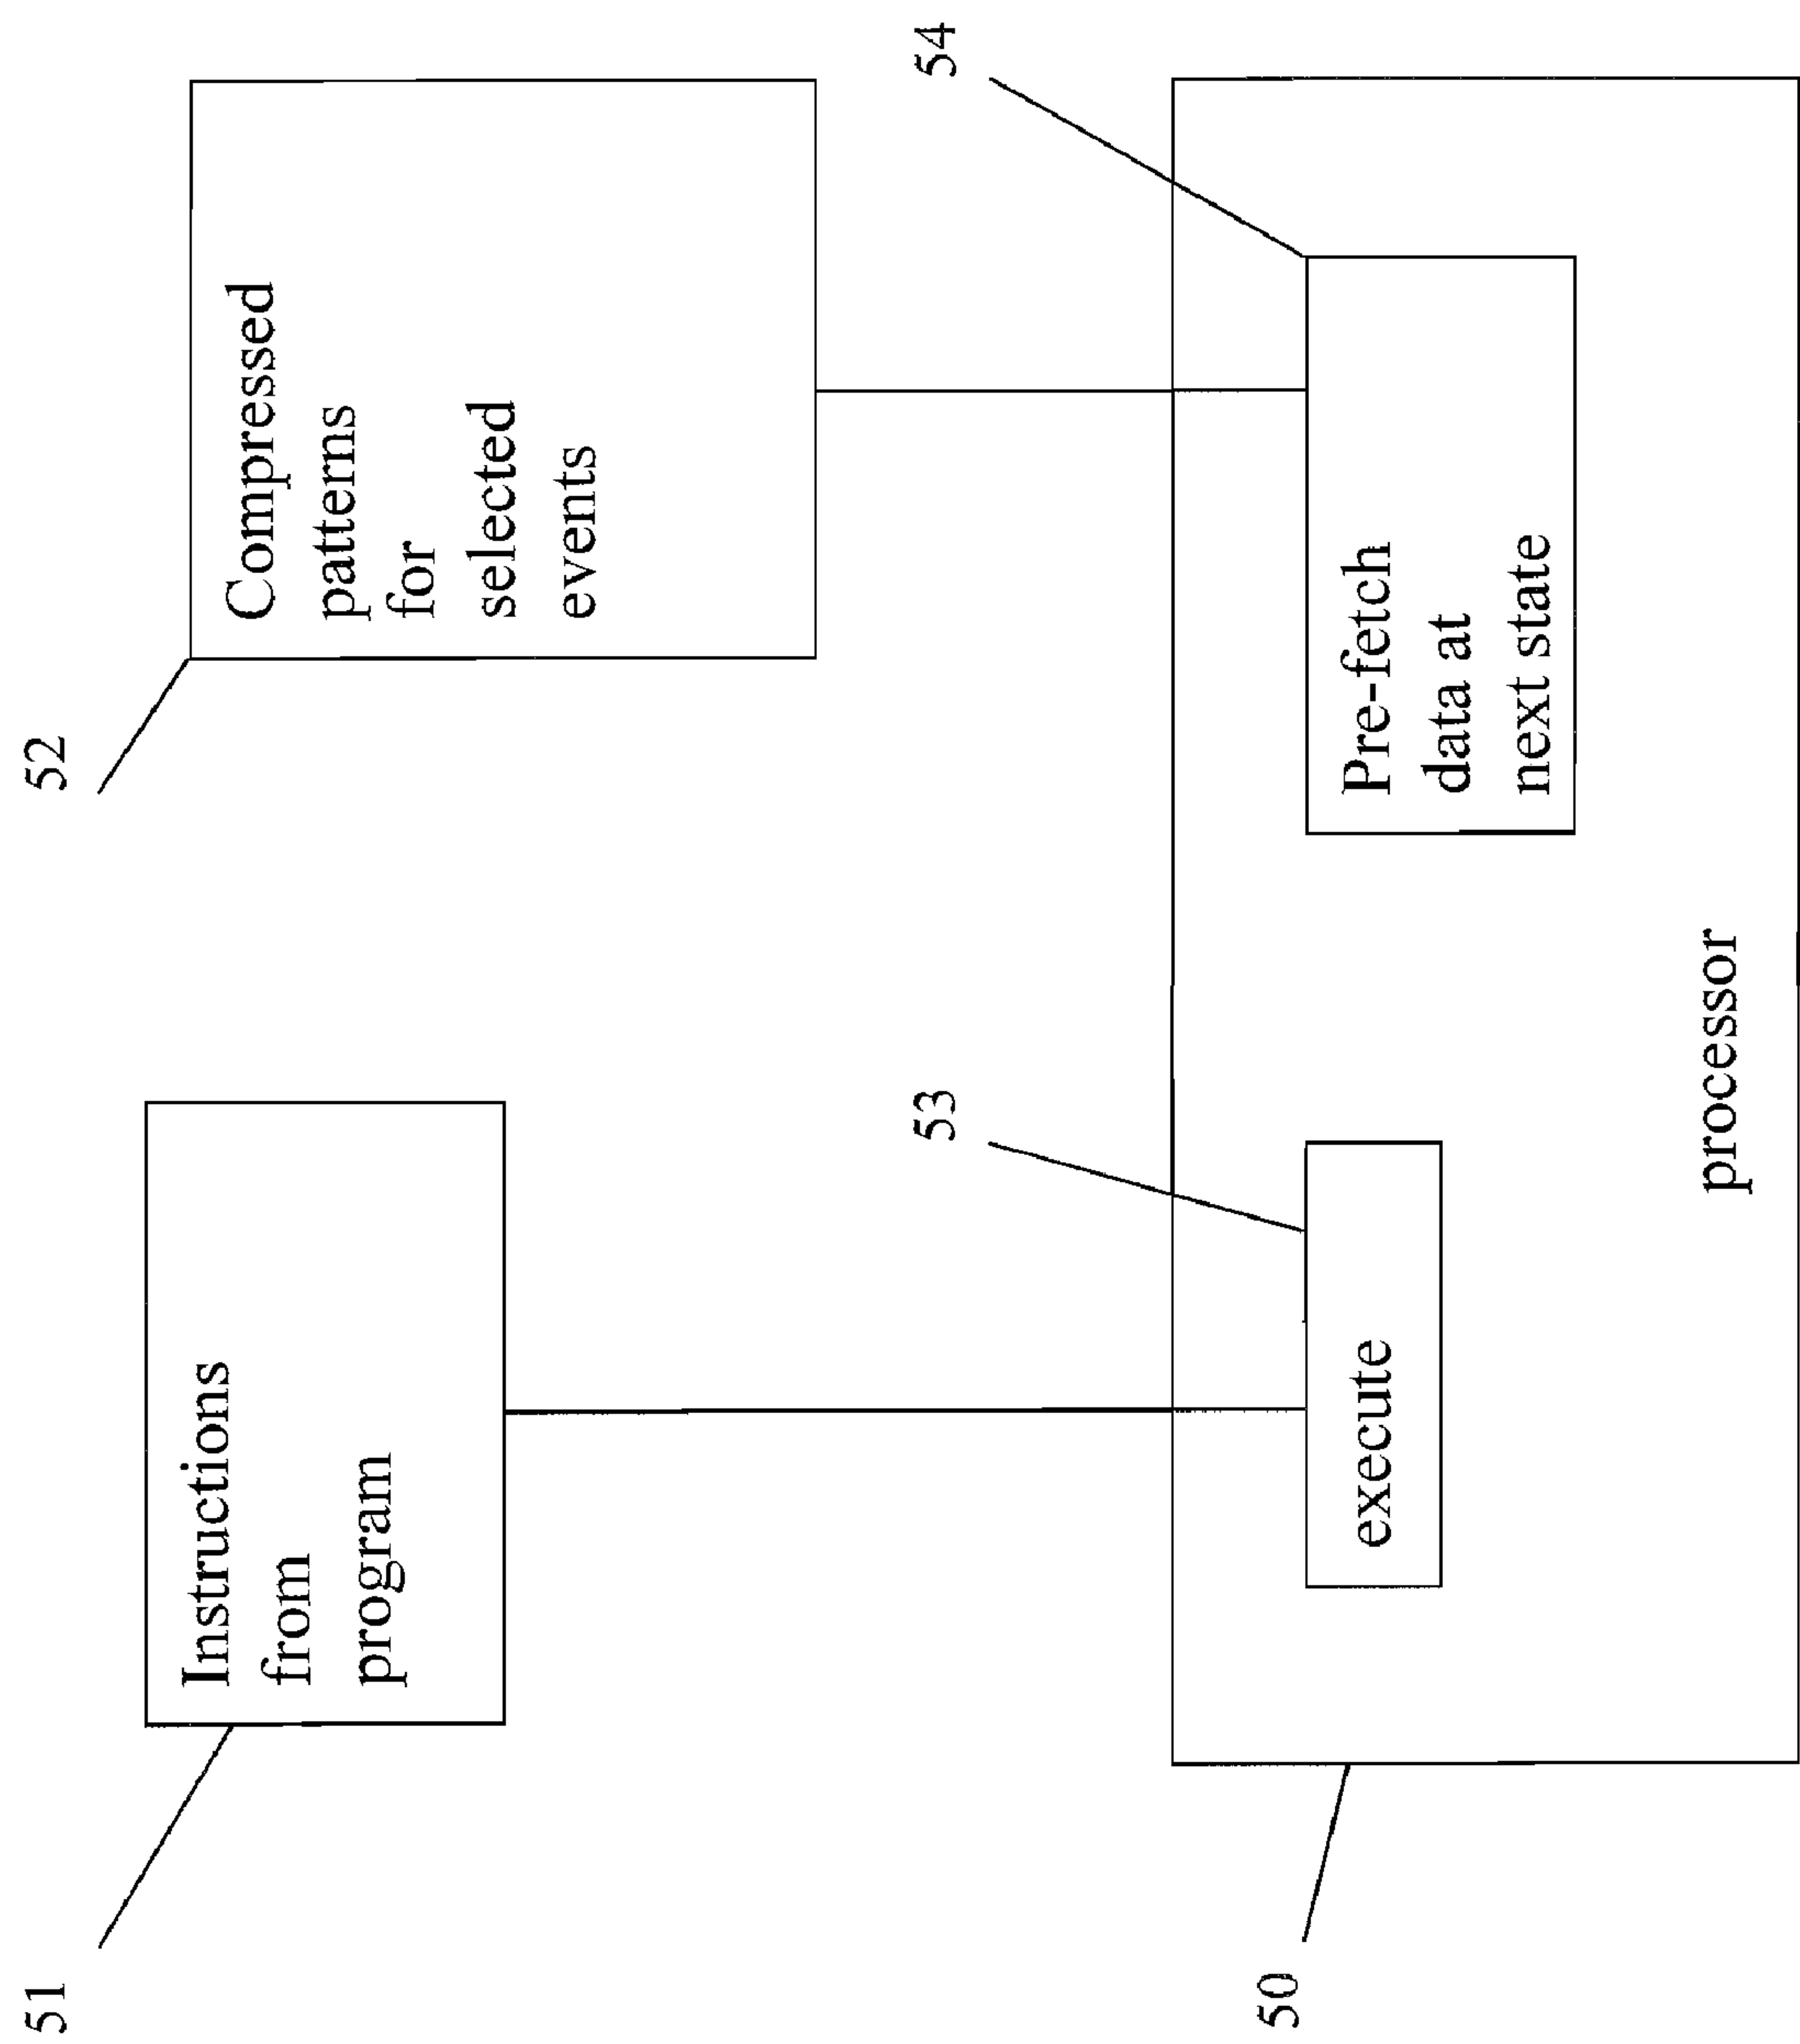 51
52
Instructions
from
program
Compressed
patterns
for
selected
events
53
54
50
execute
Pre-fetch
data at
next state
processor